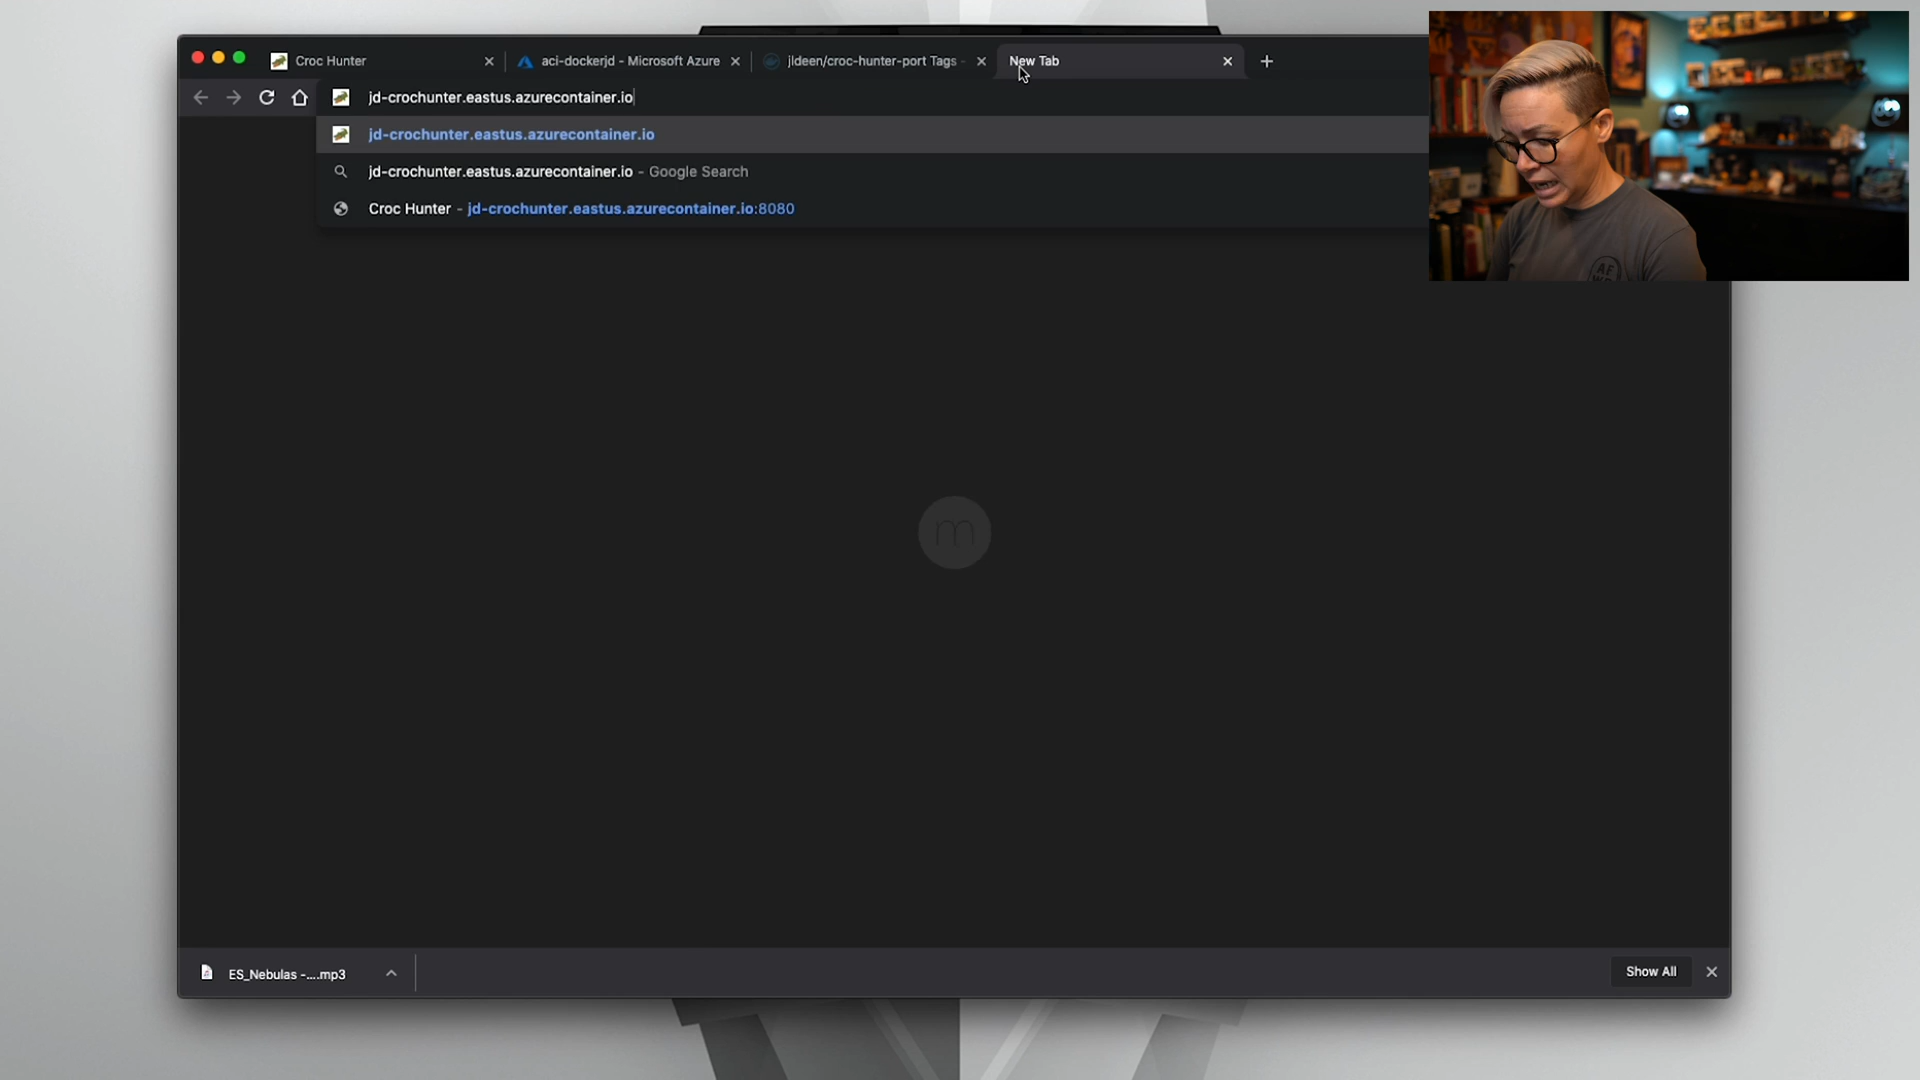 Croc Hunter
aci-dockerjd - Microsoft Azure
jldeen/croc-hunter-port Tags -
New Tab
jd-crochunter.eastus.azurecontainer.io
jd-crochunter.eastus.azurecontainer.io
jd-crochunter.eastus.azurecontainer.io - Google Search
Croc Hunter - jd-crochunter.eastus.azurecontainer.io:8080
AF
m
ES_Nebulas -....mp3
Show All